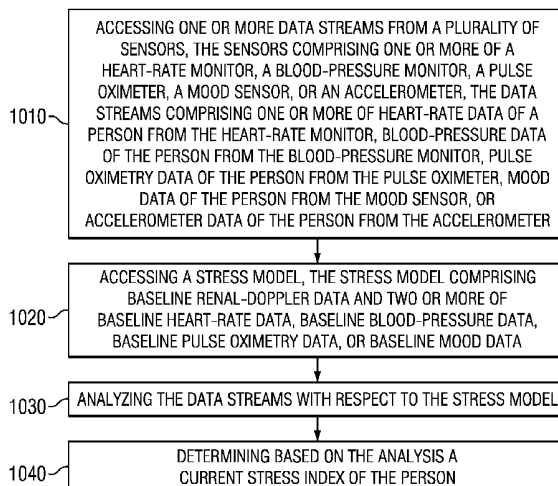 ACCESSING ONE OR MORE DATA STREAMS FROM A PLURALITY OF
SENSORS, THE SENSORS COMPRISING ONE OR MORE OF A
HEART-RATE MONITOR, A BLOOD-PRESSURE MONITOR, A PULSE
OXIMETER, A MOOD SENSOR, OR AN ACCELEROMETER, THE DATA
STREAMS COMPRISING ONE OR MORE OF HEART-RATE DATA OF A
PERSON FROM THE HEART-RATE MONITOR, BLOOD-PRESSURE DATA
OF THE PERSON FROM THE BLOOD-PRESSURE MONITOR, PULSE
OXIMETRY DATA OF THE PERSON FROM THE PULSE OXIMETER, MOOD
DATA OF THE PERSON FROM THE MOOD SENSOR, OR
ACCELEROMETER DATA OF THE PERSON FROM THE ACCELEROMETER
1010
ACCESSING A STRESS MODEL, THE STRESS MODEL COMPRISING
BASELINE RENAL-DOPPLER DATA AND TWO OR MORE OF
BASELINE HEART-RATE DATA, BASELINE BLOOD-PRESSURE DATA,
BASELINE PULSE OXIMETRY DATA, OR BASELINE MOOD DATA
1020
ANALYZING THE DATA STREAMS WITH RESPECT TO THE STRESS MODEL
1030
DETERMINING BASED ON THE ANALYSIS A
CURRENT STRESS INDEX OF THE PERSON
1040